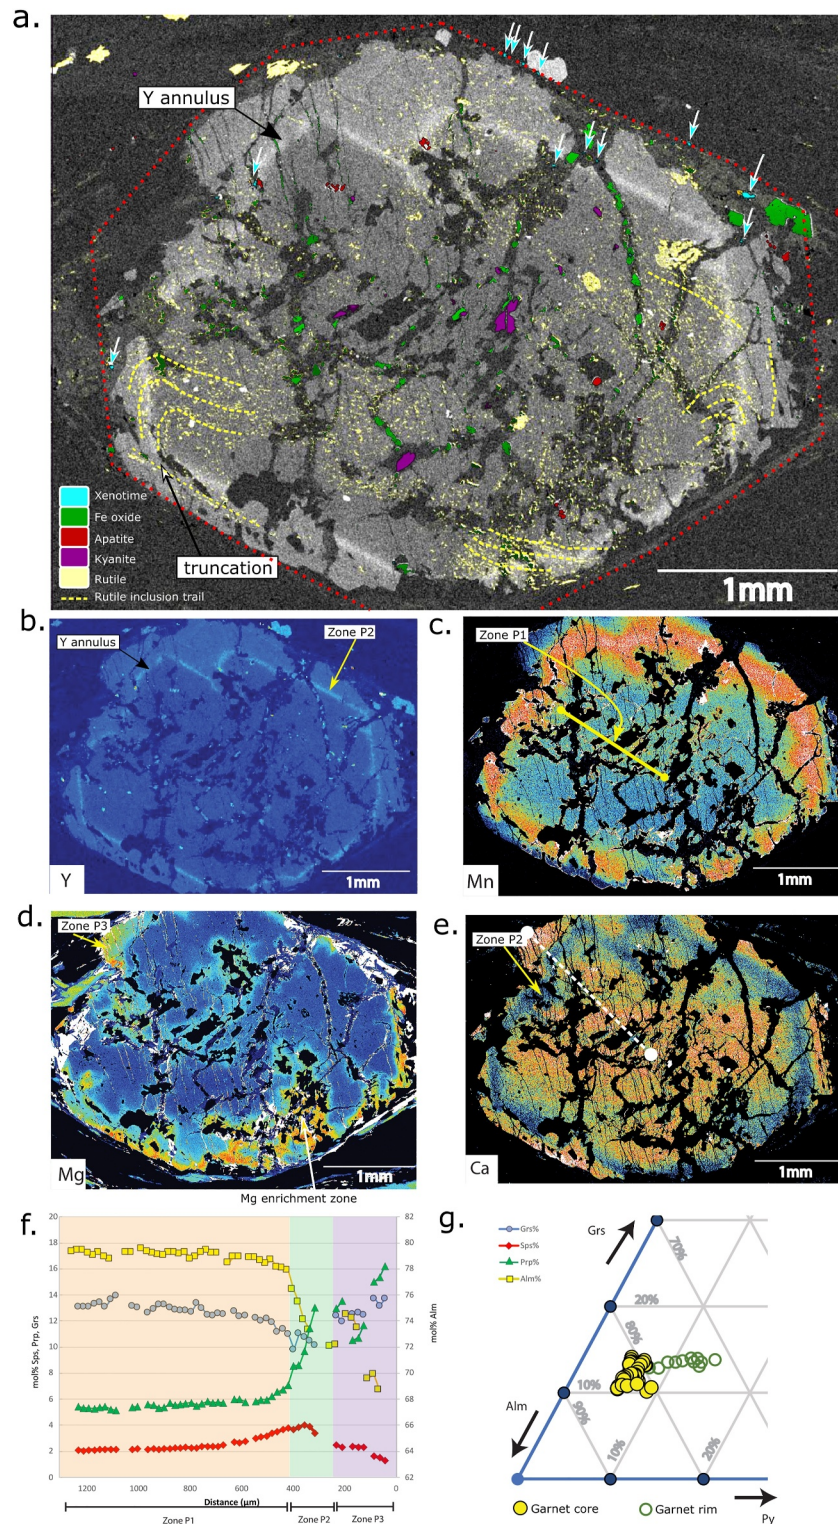 a.
Y annulus
Xenotime
Fe oxide
Apatite
Kyanite
Rutile
Rutile inclusion trail
truncation
1mm
b.
Y annulus
Zone P2
Y
1mm
c.
Zone P1
Mn
1mm
d.
Zone P3
Mg
1mm
Mg enrichment zone
e.
Zone P2
Ca
1mm
f.
mol% Sps, Prp, Grs
20
18
16
14
12
10
8
6
4
2
0
82
80
78
76
74
72
70
68
66
64
62
mol% Alm
1200 1000 800 600 400 200 0
Distance (µm)
Zone P1 Zone P2 Zone P3
Grs%
Sps%
Prp%
Alm%
g.
Grs
70%
20%
80%
10%
Alm
90%
10%
20%
Garnet core Garnet rim
Py